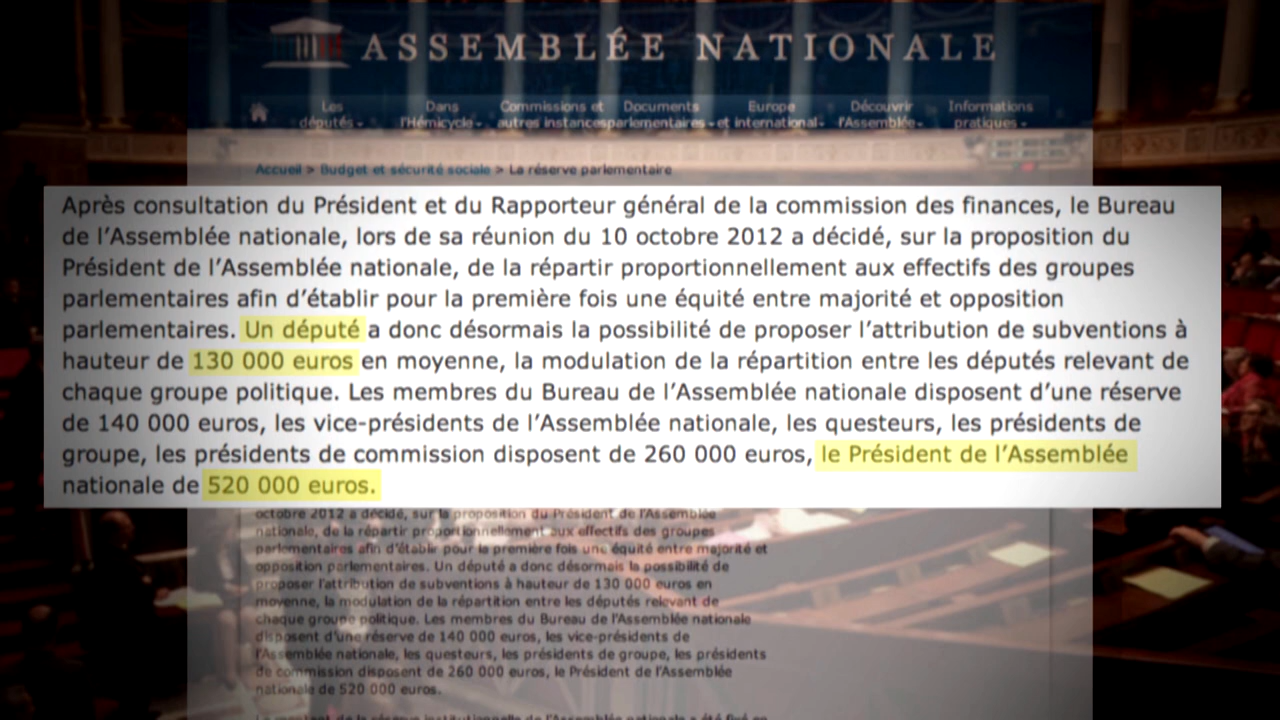 ASSEMBLÉE NATIONALE
Les députés
Dans l'Hémicycle
Commissions et autres instances
Documents parlementaires
Europe et international
Découvrir l'Assemblée
Informations pratiques
Accueil > Budget et sécurité sociale > La réserve parlementaire
Après consultation du Président et du Rapporteur général de la commission des finances, le Bureau
de l'Assemblée nationale, lors de sa réunion du 10 octobre 2012 a décidé, sur la proposition du
Président de l'Assemblée nationale, de la répartir proportionnellement aux effectifs des groupes
parlementaires afin d'établir pour la première fois une équité entre majorité et opposition
parlementaires. Un député a donc désormais la possibilité de proposer l'attribution de subventions à
hauteur de 130 000 euros en moyenne, la modulation de la répartition entre les députés relevant de
chaque groupe politique. Les membres du Bureau de l'Assemblée nationale disposent d'une réserve
de 140 000 euros, les vice-présidents de l'Assemblée nationale, les questeurs, les présidents de
groupe, les présidents de commission disposent de 260 000 euros, le Président de l'Assemblée
nationale de 520 000 euros.
octobre 2012 a décidé, sur la proposition du Président de l'Assemblée
nationale, de la répartir proportionnellement aux effectifs des groupes
parlementaires afin d'établir pour la première fois une équité entre majorité et
opposition parlementaires. Un député a donc désormais la possibilité de
proposer l'attribution de subventions à hauteur de 130 000 euros en
moyenne, la modulation de la répartition entre les députés relevant de
chaque groupe politique. Les membres du Bureau de l'Assemblée nationale
disposent d'une réserve de 140 000 euros, les vice-présidents de
l'Assemblée nationale, les questeurs, les présidents de groupe, les présidents
de commission disposent de 260 000 euros, le Président de l'Assemblée
nationale de 520 000 euros.
Le montant de la réserve institutionnelle de l'Assemblée nationale a été fixé en